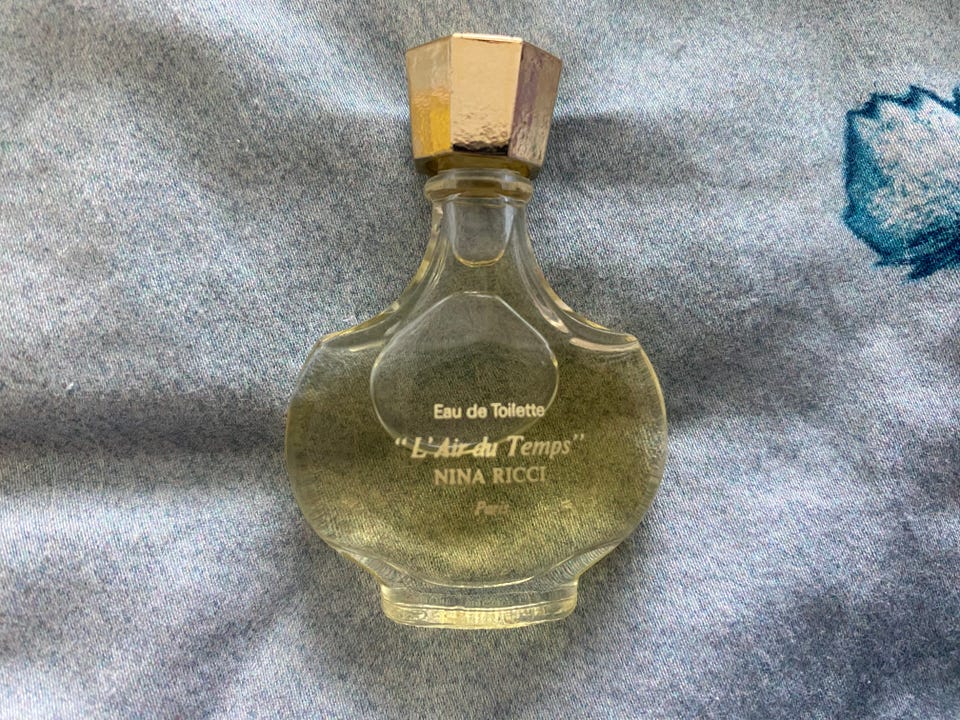 Eau de Toilette
“L'Air du Temps”
NINA RICCI
Paris